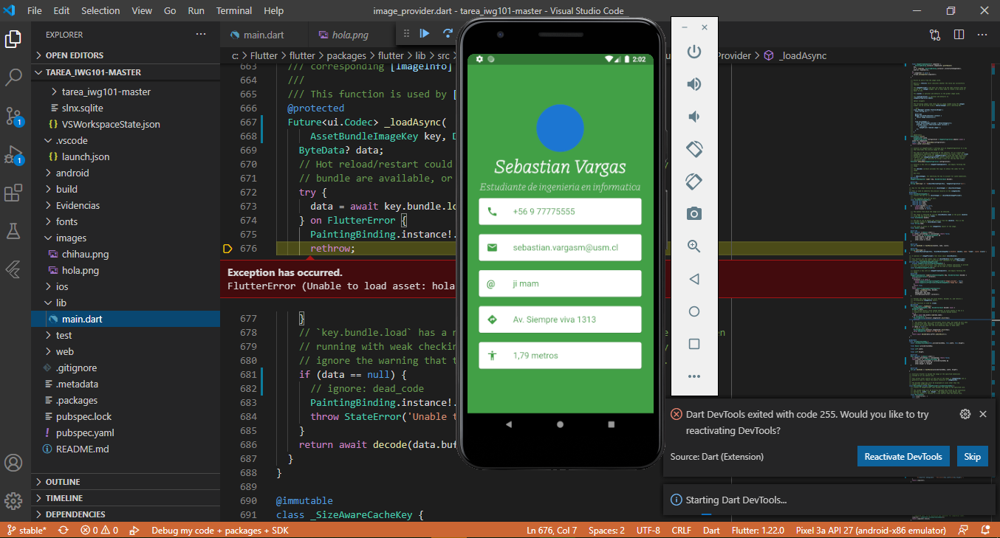 File Edit Selection View Go Run Terminal Help
image_provider.dart - tarea_iwg101-master - Visual Studio Code
EXPLORER
OPEN EDITORS
TAREA_IWG101-MASTER
tarea_iwg101-master
slnx.sqlite
VSWorkspaceState.json
.vscode
launch.json
android
build
Evidencias
fonts
images
chihau.png
hola.png
ios
lib
main.dart
test
web
.gitignore
.metadata
.packages
pubspec.lock
pubspec.yaml
README.md
OUTLINE
TIMELINE
DEPENDENCIES
1
1
main.dart
hola.png
c: > Flutter > flutter > packages > flutter > lib > src
Provider > _loadAsync
663 /// corresponding [ImageInfo]
664 ///
665 /// This function is used by [
666 @protected
667 Future<ui.Codec> _loadAsync(
668 AssetBundleImageKey key, D
669 ByteData? data;
670 // Hot reload/restart could
671 // bundle are available, or
672 try {
673 data = await key.bundle.lo
674 } on FlutterError {
675 PaintingBinding.instance!.
676 rethrow;
Exception has occurred.
FlutterError (Unable to load asset: hola
677 }
678 // `key.bundle.load` has a n
679 // running with weak checkin
680 // ignore the warning that t
681 if (data == null) {
682 // ignore: dead_code
683 PaintingBinding.instance!.
684 throw StateError('Unable t
685 }
686 return await decode(data.buf
687 }
688 }
689
690 @immutable
691 class _SizeAwareCacheKey {
2:02
Sebastian Vargas
Estudiante de ingenieria en informatica
+56 9 77775555
sebastian.vargasm@usm.cl
@ ji mam
Av. Siempre viva 1313
1,79 metros
Dart DevTools exited with code 255. Would you like to try
reactivating DevTools?
Source: Dart (Extension)
Reactivate DevTools
Skip
Starting Dart DevTools...
stable* 0 0 Debug my code + packages + SDK
Ln 676, Col 7 Spaces: 2 UTF-8 CRLF Dart Flutter: 1.22.0 Pixel 3a API 27 (android-x86 emulator)